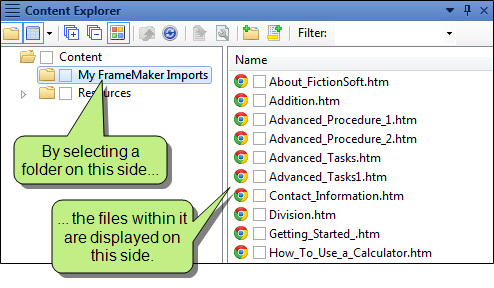 Content Explorer
Filter:
Content
My FrameMaker Imports
Resources
By selecting a
folder on this side...
... the files within it
are displayed on
this side.
Name
About_FictionSoft.htm
Addition.htm
Advanced_Procedure_1.htm
Advanced_Procedure_2.htm
Advanced_Tasks.htm
Advanced_Tasks1.htm
Contact_Information.htm
Division.htm
Getting_Started_.htm
How_To_Use_a_Calculator.htm